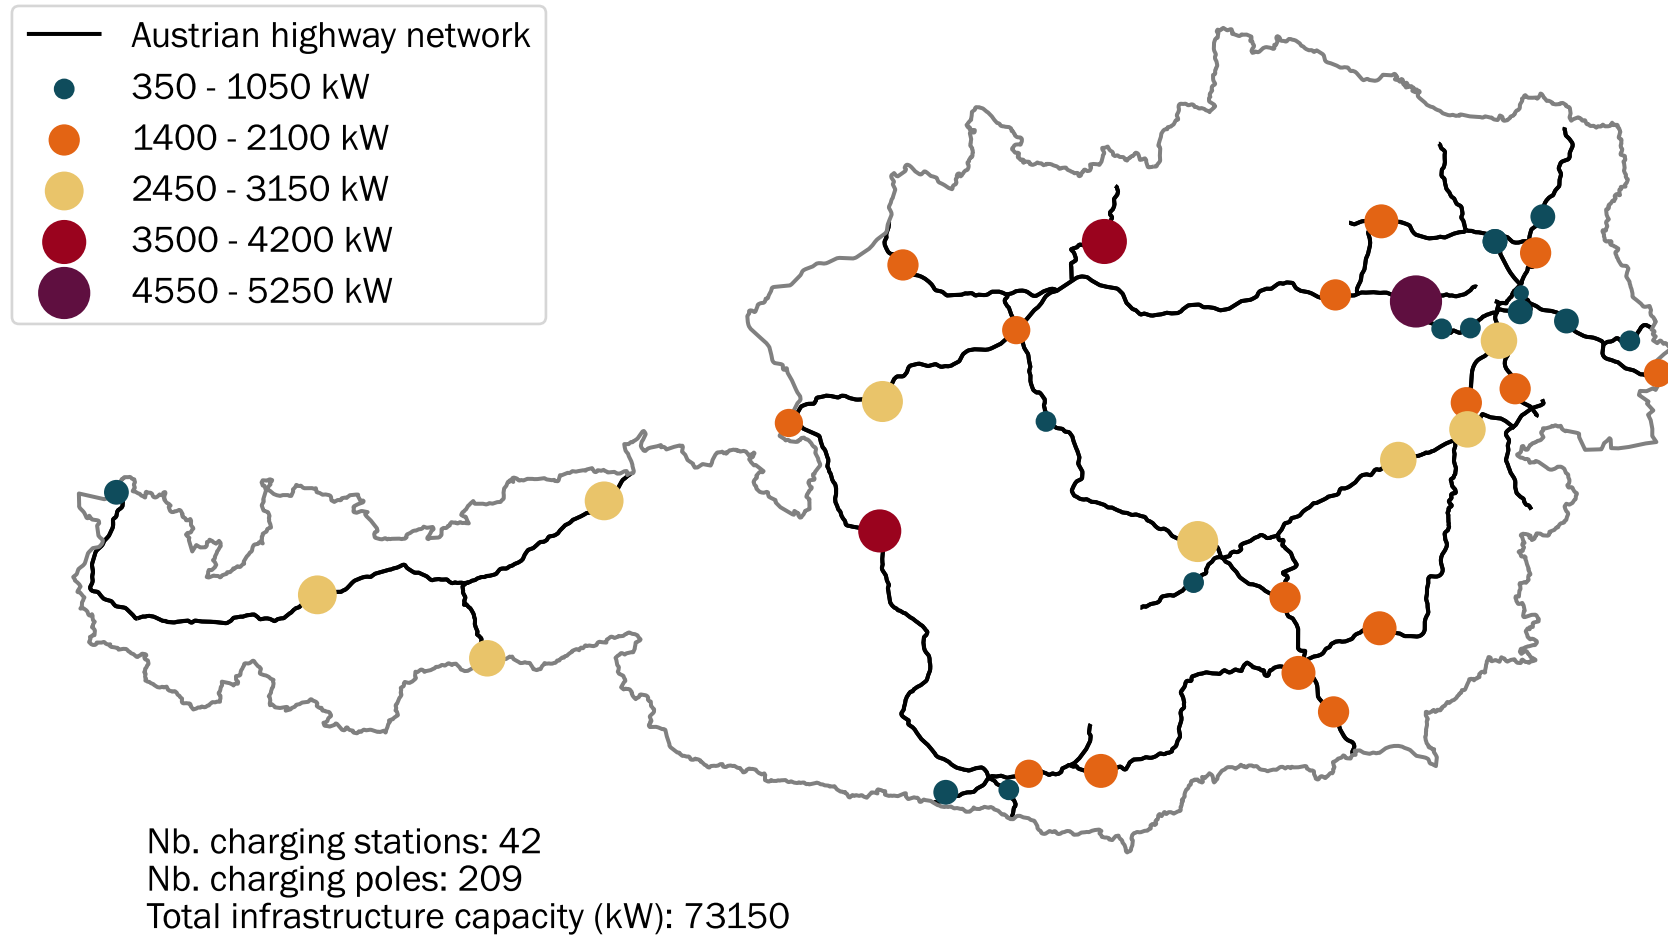 Austrian highway network
350 - 1050 kW
1400 - 2100 kW
2450 - 3150 kW
3500 - 4200 kW
4550 - 5250 kW
Nb. charging stations: 42
Nb. charging poles: 209
Total infrastructure capacity (kW): 73150